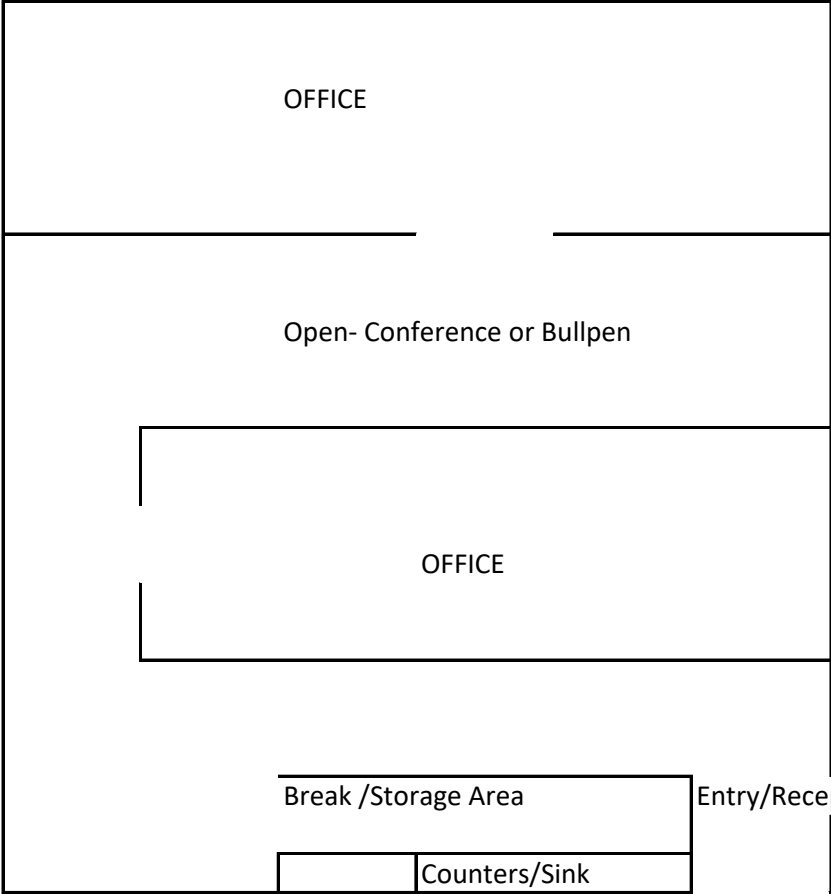 OFFICE
Open- Conference or Bullpen
OFFICE
Break /Storage Area
Entry/Rece
Counters/Sink